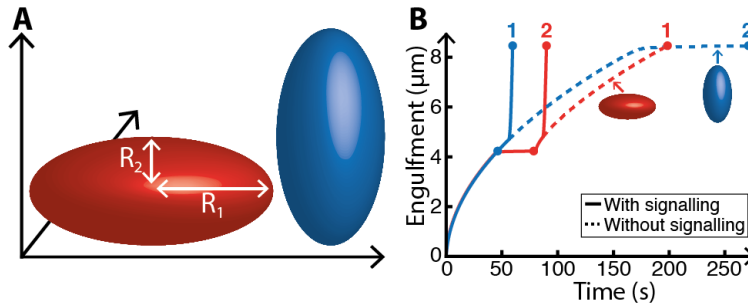 A
R2
R1
B
1
2
1
2
Engulfment (μm)
8
6
4
2
0
0
50
100
150
200
250
Time (s)
With signalling
Without signalling